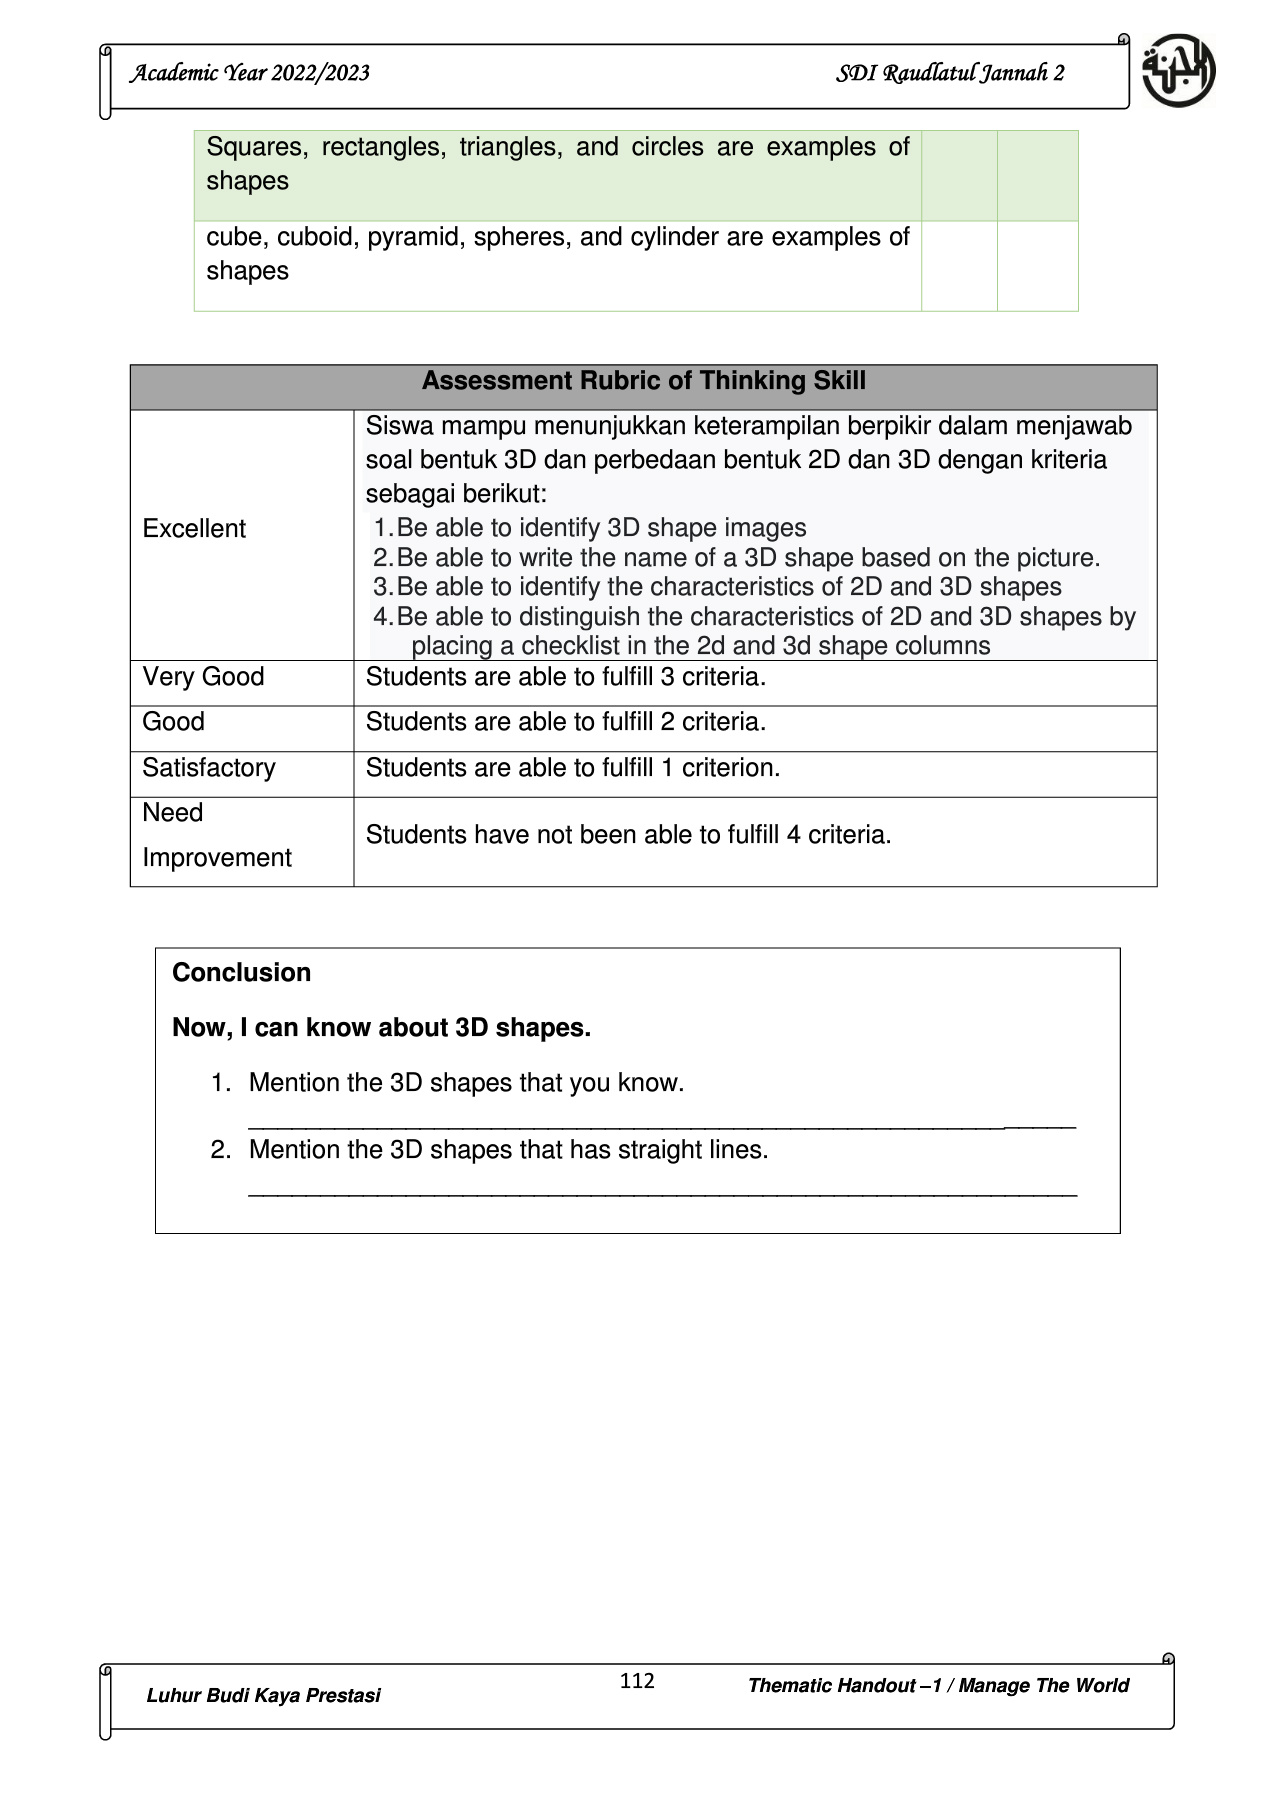 Academic Year 2022/2023 SDI Raudlatul Jannah 2
Squares, rectangles, triangles, and circles are examples of
shapes
cube, cuboid, pyramid, spheres, and cylinder are examples of
shapes
Assessment Rubric of Thinking Skill
Excellent
Siswa mampu menunjukkan keterampilan berpikir dalam menjawab
soal bentuk 3D dan perbedaan bentuk 2D dan 3D dengan kriteria
sebagai berikut:
1. Be able to identify 3D shape images
2. Be able to write the name of a 3D shape based on the picture.
3. Be able to identify the characteristics of 2D and 3D shapes
4. Be able to distinguish the characteristics of 2D and 3D shapes by
placing a checklist in the 2d and 3d shape columns
Very Good Students are able to fulfill 3 criteria.
Good Students are able to fulfill 2 criteria.
Satisfactory Students are able to fulfill 1 criterion.
Need
Improvement
Students have not been able to fulfill 4 criteria.
Conclusion
Now, I can know about 3D shapes.
1. Mention the 3D shapes that you know.
2. Mention the 3D shapes that has straight lines.
Luhur Budi Kaya Prestasi 112 Thematic Handout –1 / Manage The World